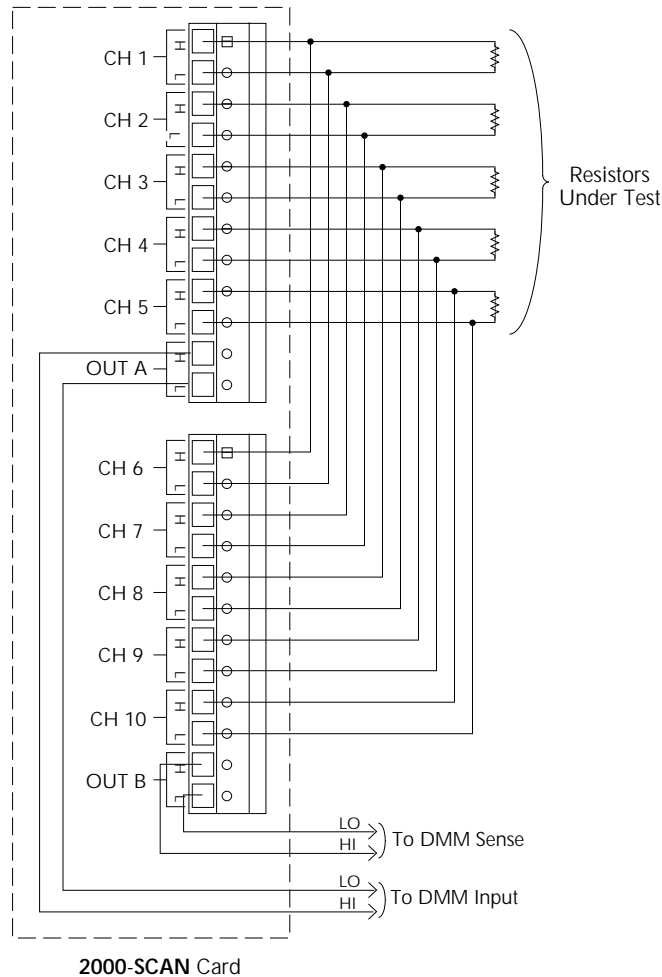 CH 1
H
L
CH 2
H
L
CH 3
H
L
CH 4
H
L
CH 5
H
L
OUT A
H
L
Resistors
Under Test
CH 6
H
L
CH 7
H
L
CH 8
H
L
CH 9
H
L
CH 10
H
L
OUT B
H
L
LO
HI
To DMM Sense
LO
HI
To DMM Input
2000-SCAN Card